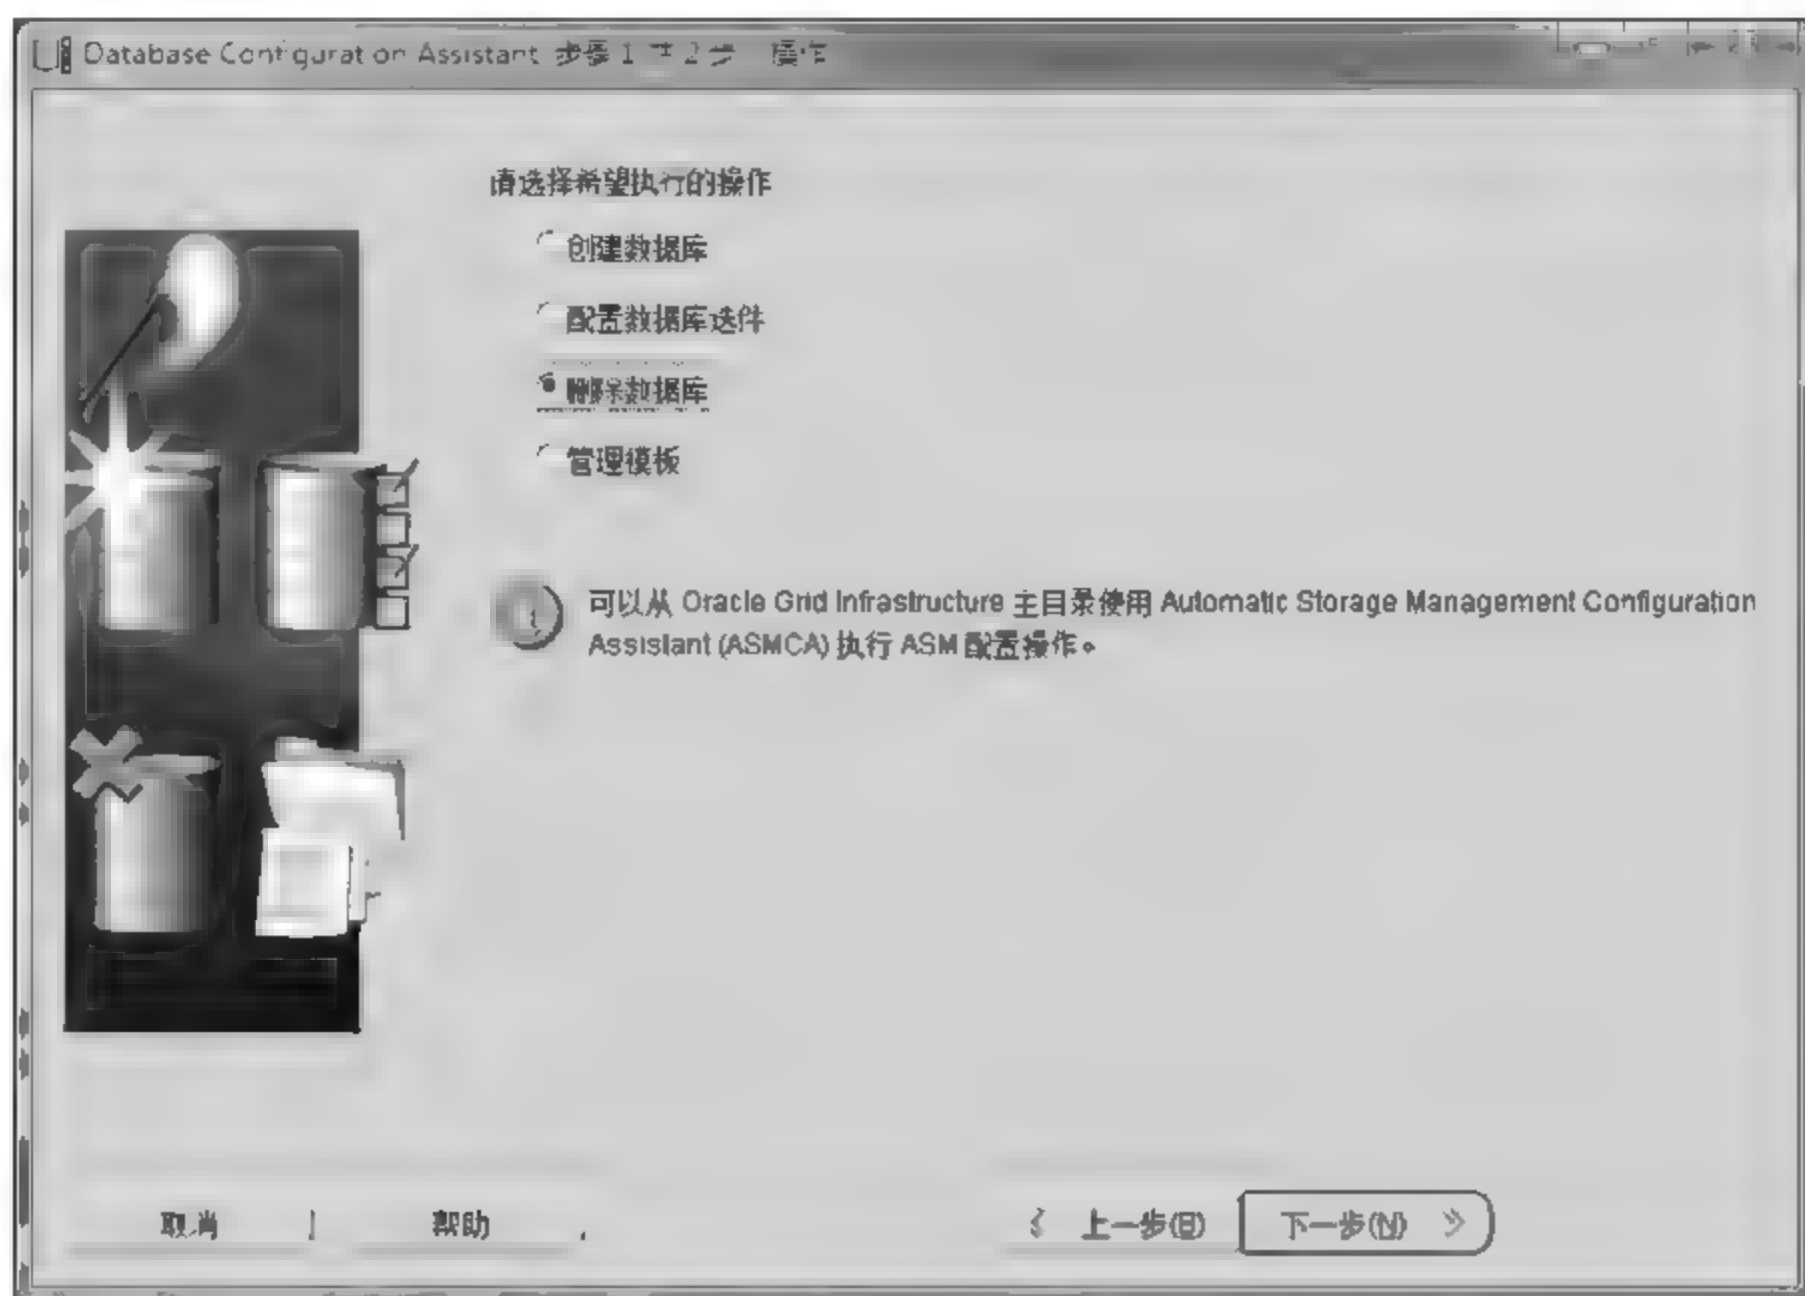 Database Configuration Assistant 步骤 1 共 2 步 操作
请选择希望执行的操作
创建数据库
配置数据库选件
删除数据库
管理模板
可以从 Oracle Grid Infrastructure 主目录使用 Automatic Storage Management Configuration
Assistant (ASMCA) 执行 ASM 配置操作。
取消
帮助
上一步(B)
下一步(N)